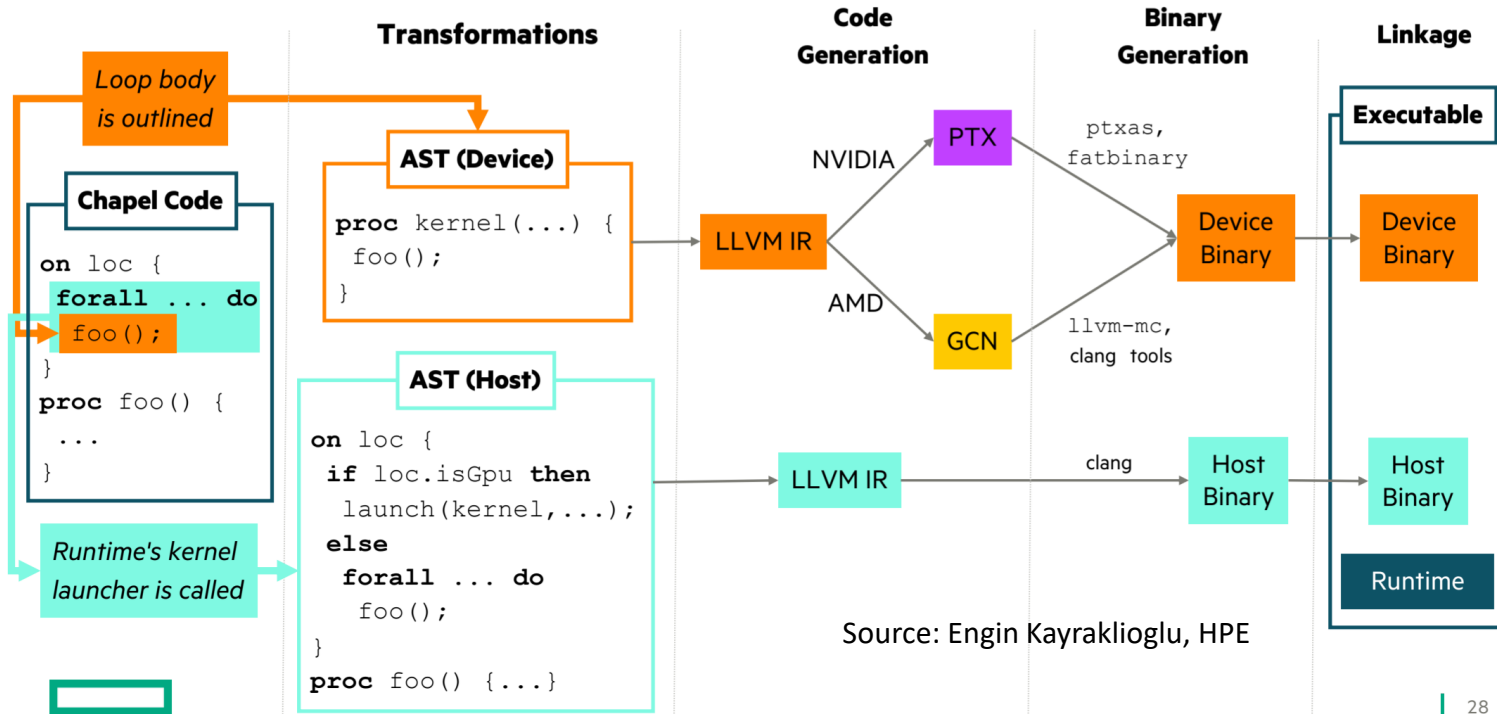 Transformations
Code
Generation
Binary
Generation
Linkage
Loop body
is outlined
Chapel Code
on loc {
forall ... do
foo();
}
proc foo() {
...
}
Runtime's kernel
launcher is called
AST (Device)
proc kernel(...) {
foo();
}
AST (Host)
on loc {
if loc.isGpu then
launch(kernel,...);
else
forall ... do
foo();
}
proc foo() {...}
LLVM IR
NVIDIA
AMD
PTX
GCN
LLVM IR
ptxas,
fatbinary
llvm-mc,
clang tools
clang
Device
Binary
Host
Binary
Executable
Device
Binary
Host
Binary
Runtime
Source: Engin Kayraklioglu, HPE
28